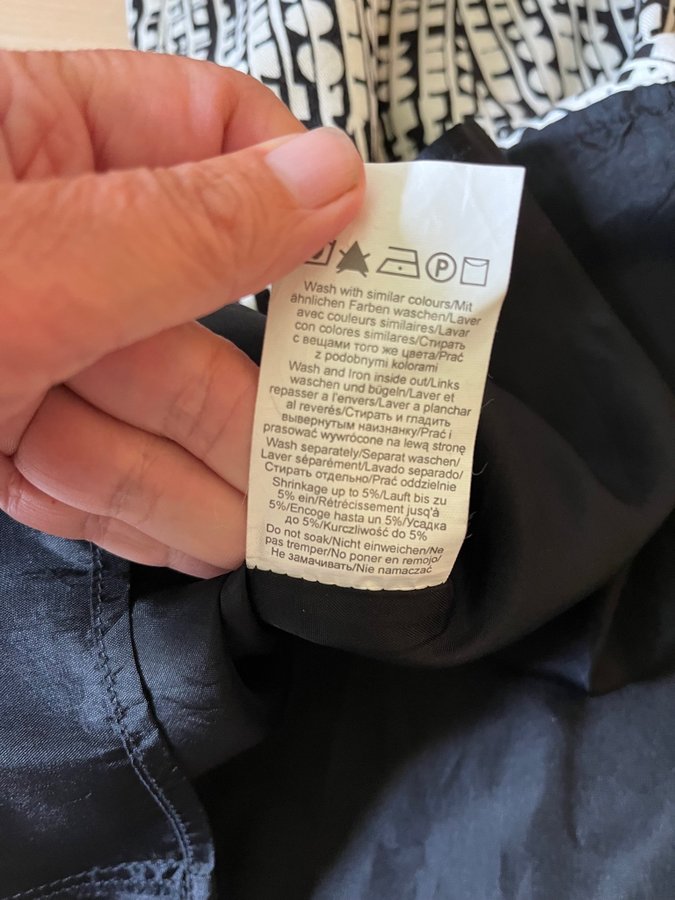 P
Wash with similar colours/Mit
ähnlichen Farben waschen/Laver
avec couleurs similaires/Lavar
con colores similares/Стирать
с вещами того же цвета/Prać
z podobnymi kolorami
Wash and Iron inside out/Links
waschen und bügeln/Laver et
repasser a l'envers/Laver a planchar
al reverés/Стирать и гладить
вывернутым наизнанку/Prać i
prasować wywrócone na lewą stronę
Wash separately/Separat waschen/
Laver séparément/Lavado separado/
Стирать отдельно/Prać oddzielnie
Shrinkage up to 5%/Lauft bis zu
5% ein/Rétrécissement jusq'à
5%/Encoge hasta un 5%/Усадка
до 5%/Kurczliwość do 5%
Do not soak/Nicht einweichen/Ne
pas tremper/No poner en remojo/
Не замачивать/Nie namaczać